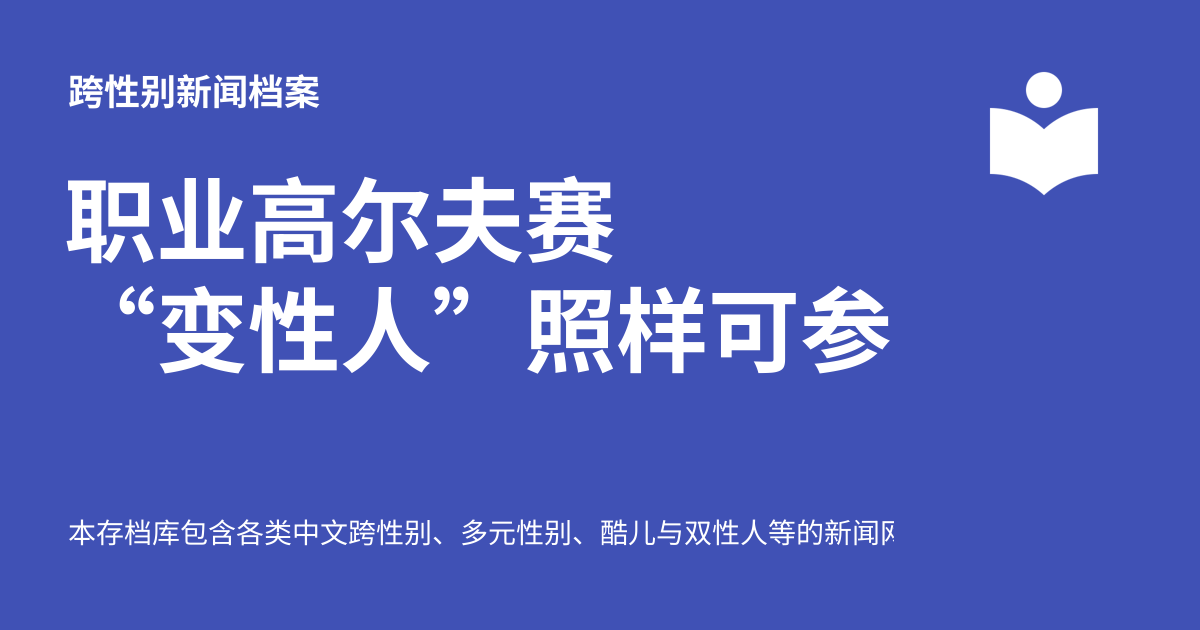 跨性别新闻档案
职业高尔夫赛
“变性人”照样可参
本存档库包含各类中文跨性别、多元性别、酷儿与双性人等的新闻